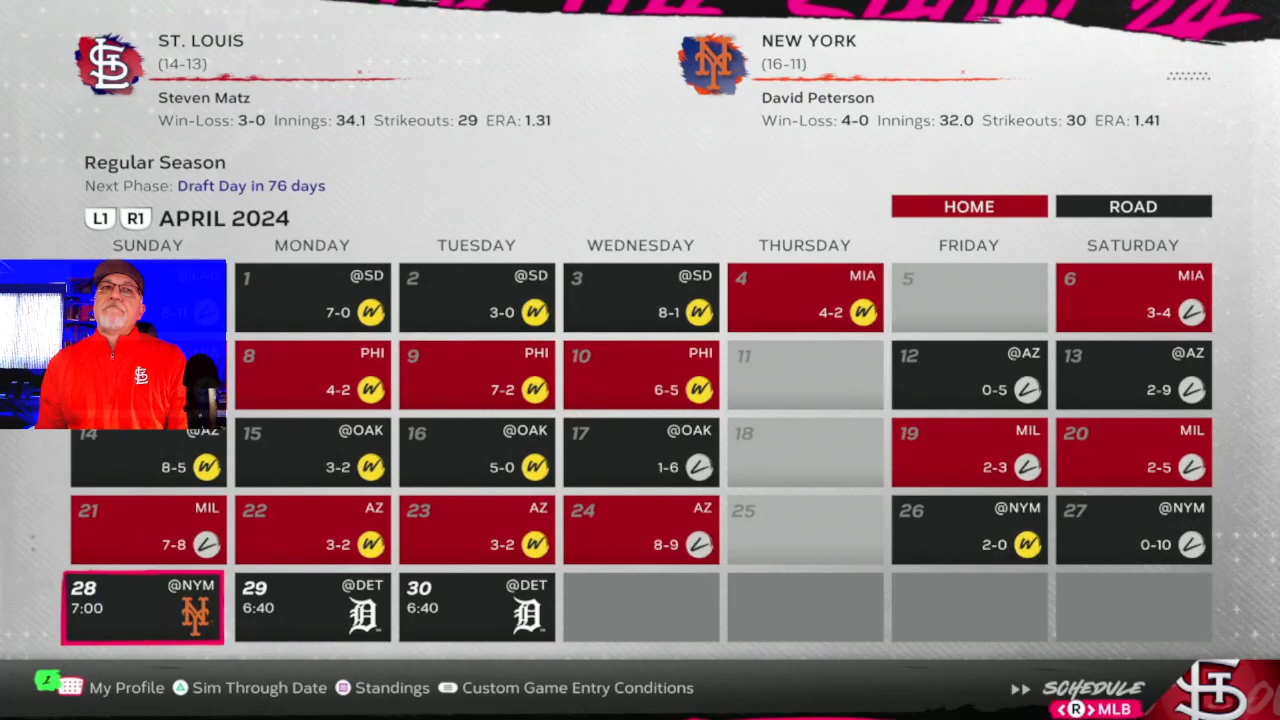 ST. LOUIS
(14-13)
Steven Matz
Win-Loss: 3-0 Innings: 34.1 Strikeouts: 29 ERA: 1.31
NEW YORK
(16-11)
David Peterson
Win-Loss: 4-0 Innings: 32.0 Strikeouts: 30 ERA: 1.41
Regular Season
Next Phase: Draft Day in 76 days
L1 R1 APRIL 2024
HOME ROAD
SUNDAY MONDAY TUESDAY WEDNESDAY THURSDAY FRIDAY SATURDAY
1 @SD 2 @SD 3 @SD 4 MIA 5 6 MIA
8-11 7-0 W 3-0 W 8-1 W 4-2 W 3-4 L
8 PHI 9 PHI 10 PHI 11 12 @AZ 13 @AZ
4-2 W 7-2 W 6-5 W 0-5 L 2-9 L
14 @AZ 15 @OAK 16 @OAK 17 @OAK 18 19 MIL 20 MIL
8-5 W 3-2 W 5-0 W 1-6 L 2-3 L 2-5 L
21 MIL 22 AZ 23 AZ 24 AZ 25 26 @NYM 27 @NYM
7-8 L 3-2 W 3-2 W 8-9 L 2-0 W 0-10 L
28 @NYM 29 @DET 30 @DET
7:00 NY 6:40 D 6:40 D
My Profile Sim Through Date Standings Custom Game Entry Conditions
SCHEDULE
R MLB